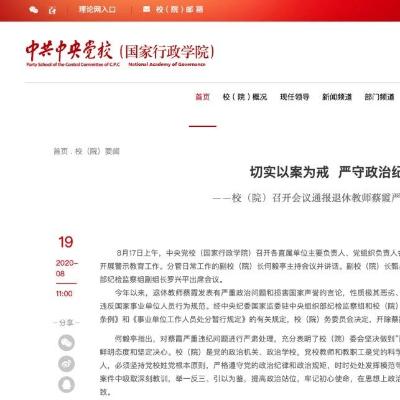 理论网入口 校（院）邮箱
中共中央党校（国家行政学院）
Party School of the Central Committee of C.P.C National Academy of Governance
首页 校（院）概况 现任领导 新闻频道 部门频道
首页 · 校（院）要闻
切实以案为戒 严守政治纪
——校（院）召开会议通报退休教师蔡霞严
19
2020-
08
11:00
分享
8月17日上午，中央党校（国家行政学院）召开各直属单位主要负责人、党组织负责人
开展警示教育工作。分管日常工作的副校（院）长何毅亭主持会议并讲话。副校（院）长甄
部纪检监察组副组长罗兴平出席会议。
今年以来，退休教师蔡霞发表有严重政治问题和损害国家声誉的言论，性质极其恶劣、
违反国家事业单位人员行为规范。经中央纪委国家监委驻中央组织部纪检监察组和校（院）
条例》和《事业单位工作人员处分暂行规定》的有关规定，校（院）务委员会决定，开除蔡
何毅亭指出，对蔡霞严重违纪问题进行严肃处理，充分表明了校（院）委会坚决做到“
鲜明态度和坚定决心。校（院）是党的政治机关、政治学校。党校教师和教职工是党的科学
人，必须坚持党校姓党根本原则，严格遵守党的政治纪律和政治规矩，时时处处发挥模范带
案件中吸取深刻教训，举一反三、引以为鉴，提高政治站位，牢记初心使命，在思想上政治